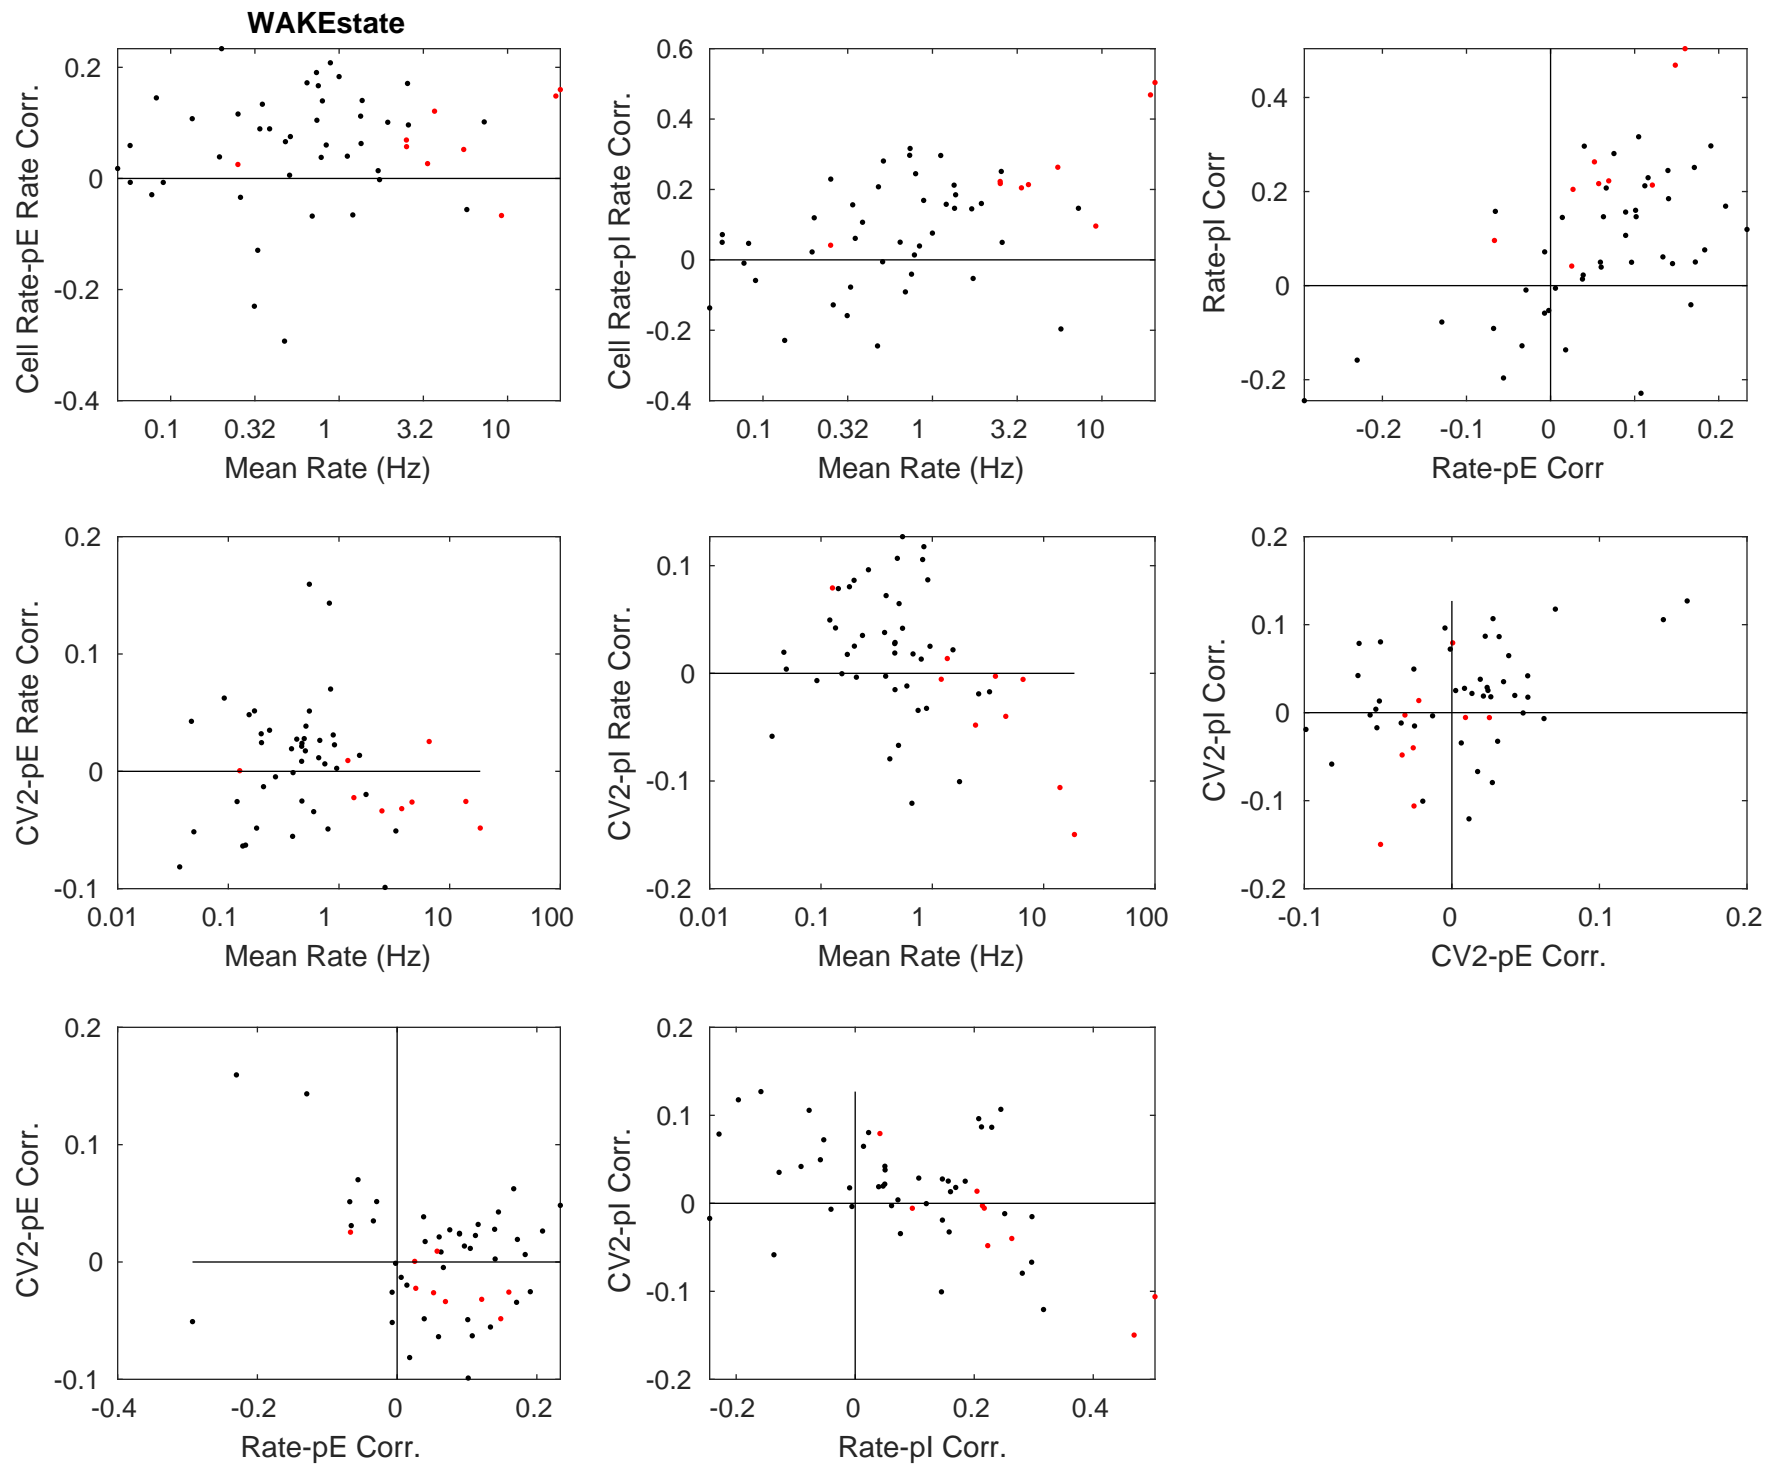 WAKEstate
0.2
0
-0.2
-0.4
0.1 0.32 1 3.2 10
Cell Rate-pE Rate Corr.
Mean Rate (Hz)
0.6
0.4
0.2
0
-0.2
-0.4
0.1 0.32 1 3.2 10
Cell Rate-pI Rate Corr.
Mean Rate (Hz)
0.4
0.2
0
-0.2
-0.2 -0.1 0 0.1 0.2
Rate-pI Corr
Rate-pE Corr
0.2
0.1
0
-0.1
0.01 0.1 1 10 100
CV2-pE Rate Corr.
Mean Rate (Hz)
0.1
0
-0.1
-0.2
0.01 0.1 1 10 100
CV2-pI Rate Corr.
Mean Rate (Hz)
0.2
0.1
0
-0.1
-0.2
-0.1 0 0.1 0.2
CV2-pI Corr.
CV2-pE Corr.
0.2
0.1
0
-0.1
-0.4 -0.2 0 0.2
CV2-pE Corr.
Rate-pE Corr.
0.2
0.1
0
-0.1
-0.2
-0.2 0 0.2 0.4
CV2-pI Corr.
Rate-pI Corr.